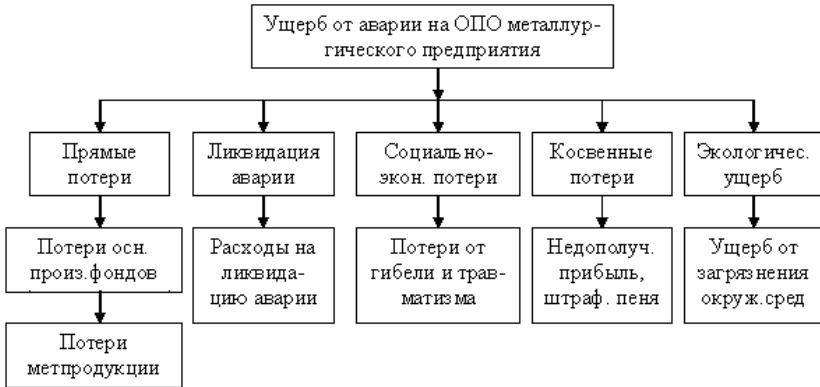 Ущерб от аварии на ОПО металлур-
гического предприятия
Прямые
потери
Ликвидация
аварии
Социально-
экон. потери
Косвенные
потери
Экологичес.
ущерб
Потери осн.
произ.фондов
Расходы на
ликвида-
цию аварии
Потери от
гибели и трав-
матизма
Недополуч.
прибыль,
штраф. пеня
Ущерб от
загрязнения
окруж.сред
Потери
метпродукции